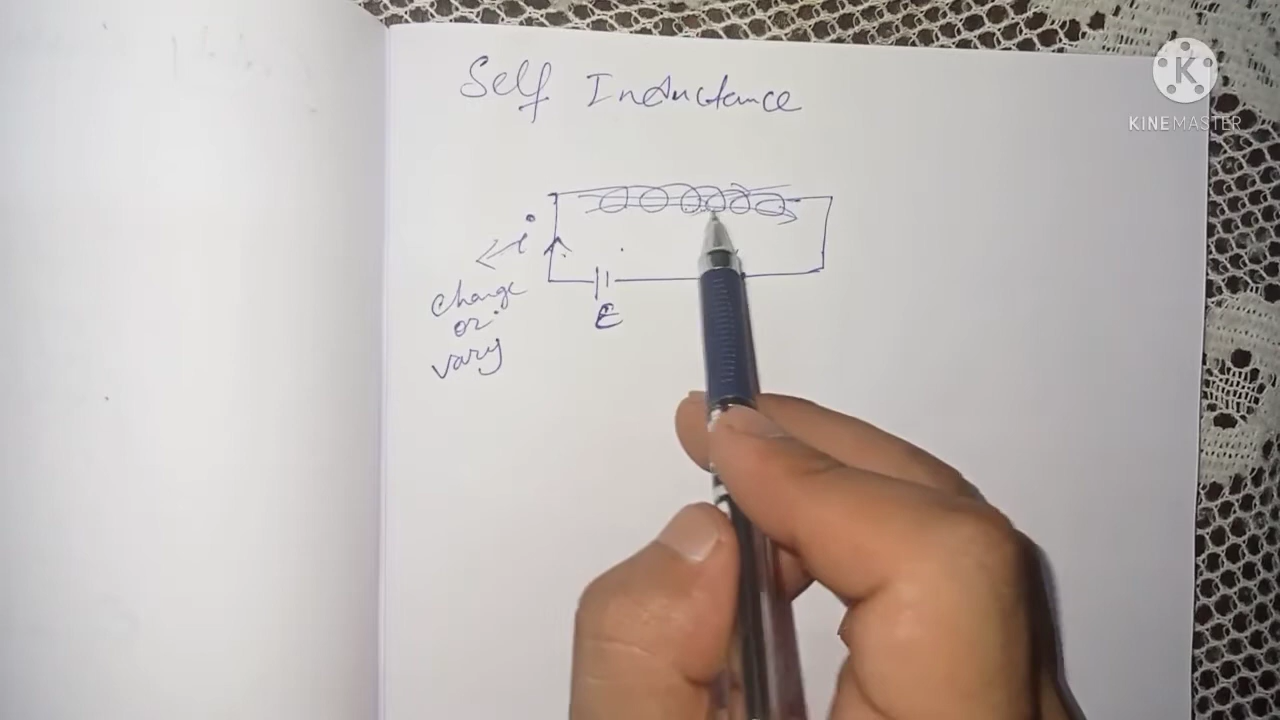 Self Inductance
i
change
or
vary
E
K
KINEMASTER